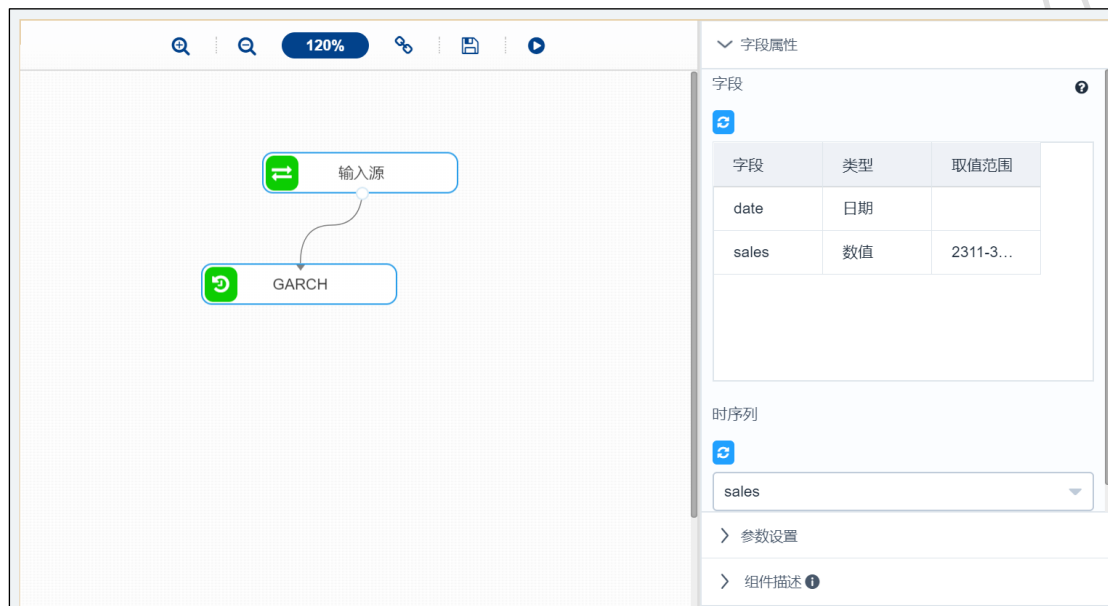 120%
输入源
GARCH
字段属性
字段
字段 类型 取值范围
date 日期
sales 数值 2311-3...
时序列
sales
参数设置
组件描述